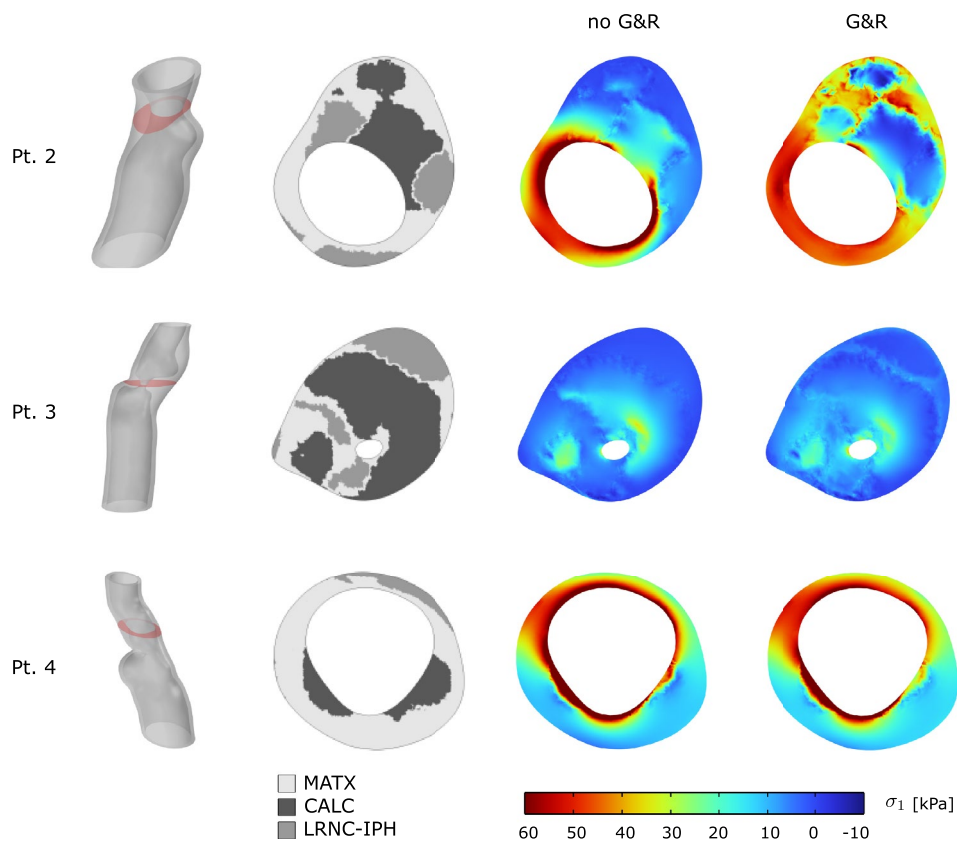 no G&R G&R
Pt. 2
Pt. 3
Pt. 4
MATX
CALC
LRNC-IPH
σ1 [kPa]
60 50 40 30 20 10 0 -10